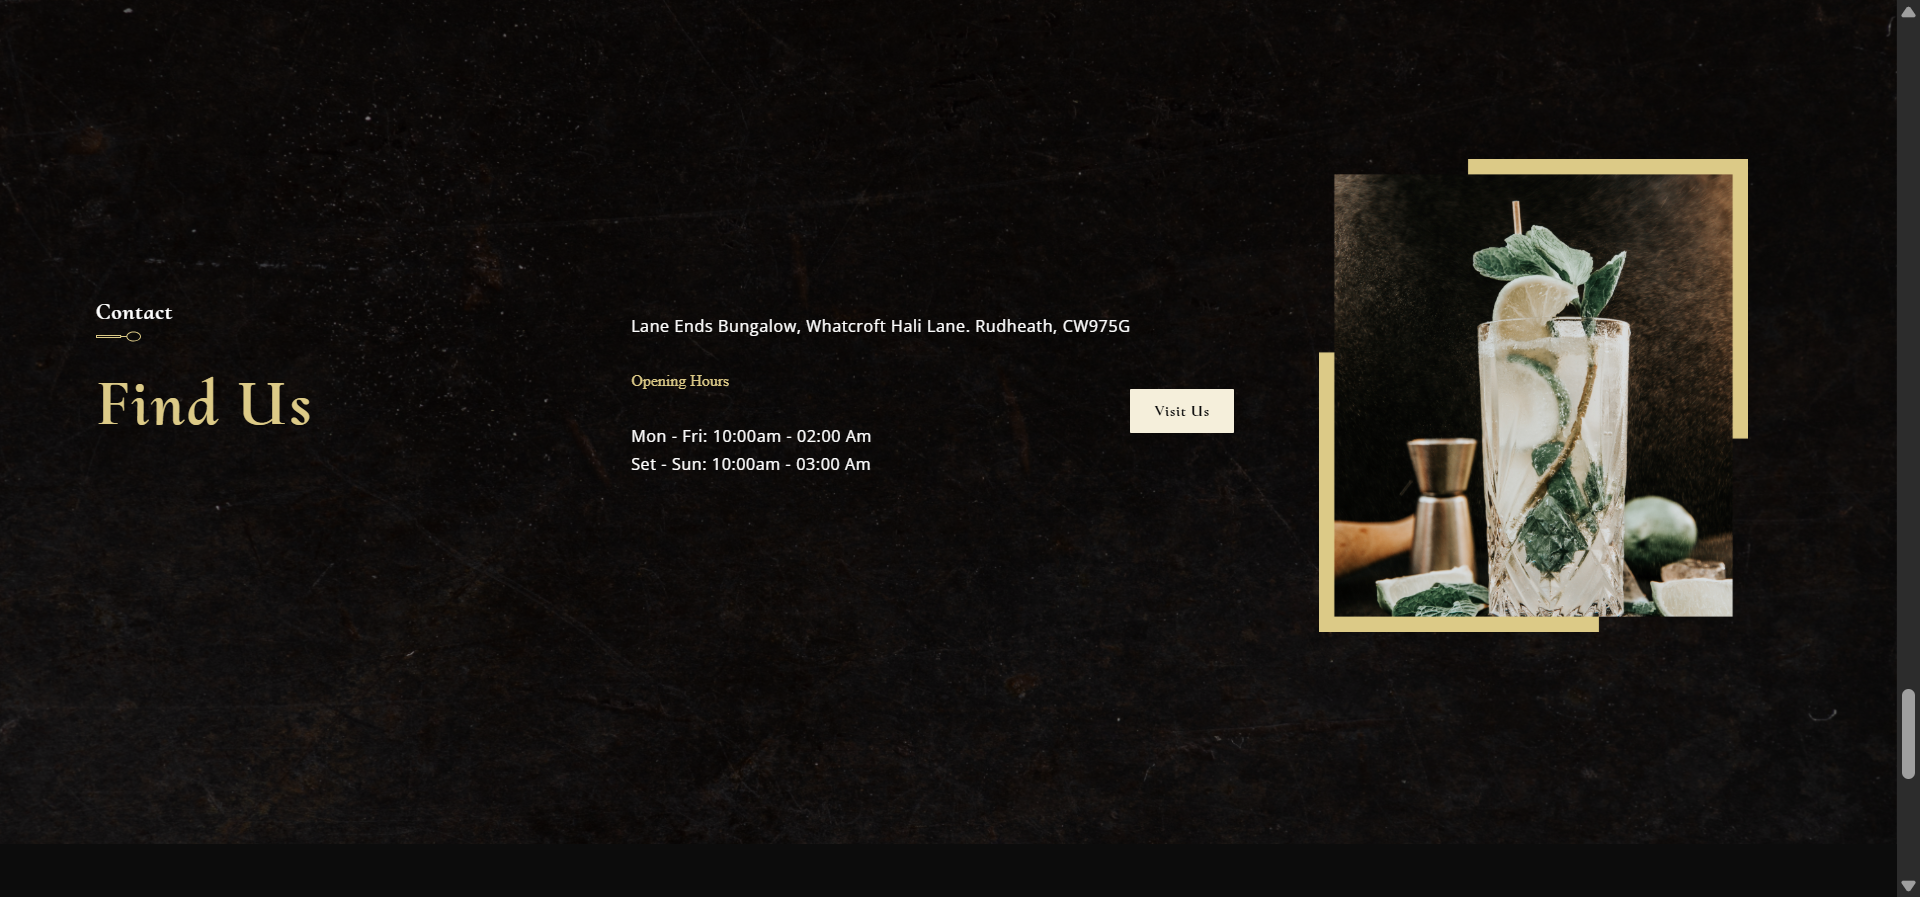 Contact
Find Us
Lane Ends Bungalow, Whatcroft Hali Lane. Rudheath, CW975G
Opening Hours
Mon - Fri: 10:00am - 02:00 Am
Set - Sun: 10:00am - 03:00 Am
Visit Us